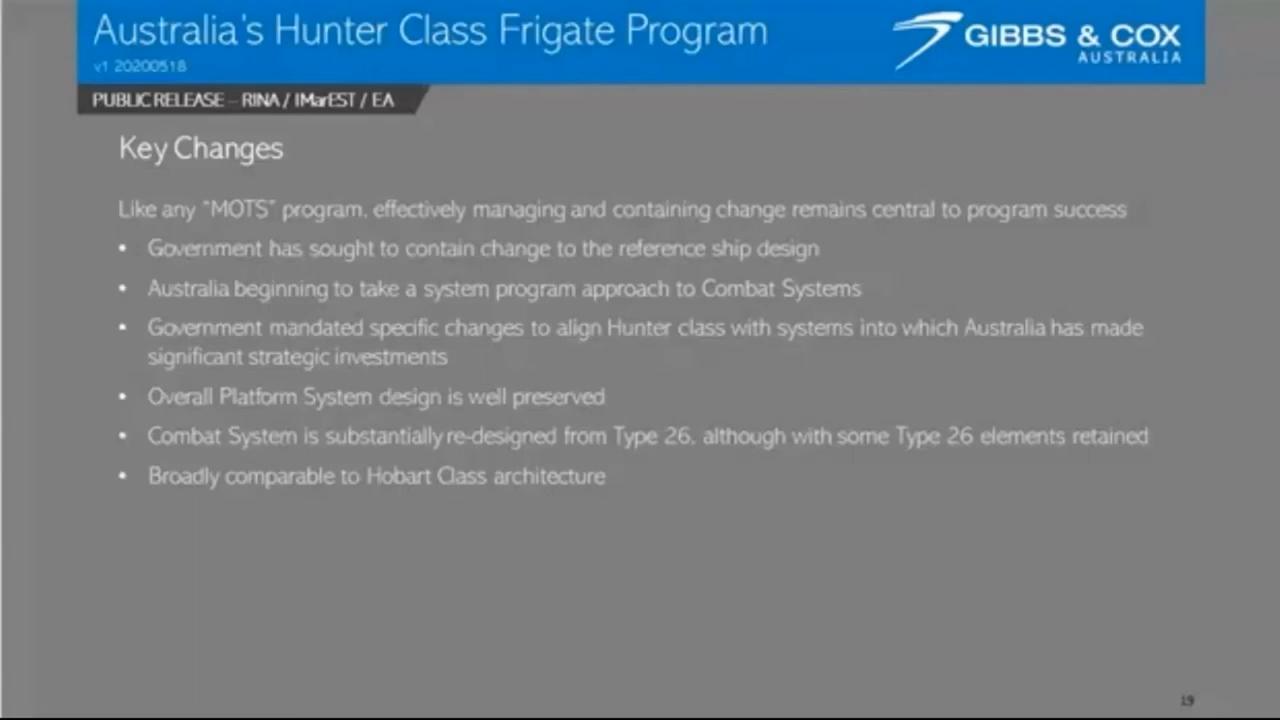 Australia's Hunter Class Frigate Program
v1 20200518
GIBBS & COX
AUSTRALIA
PUBLIC RELEASE – RINA / IMarEST / EA
Key Changes
Like any "MOTS" program, effectively managing and containing change remains central to program success
• Government has sought to contain change to the reference ship design
• Australia beginning to take a system program approach to Combat Systems
• Government mandated specific changes to align Hunter class with systems into which Australia has made
significant strategic investments
• Overall Platform System design is well preserved
• Combat System is substantially re-designed from Type 26, although with some Type 26 elements retained
• Broadly comparable to Hobart Class architecture
19